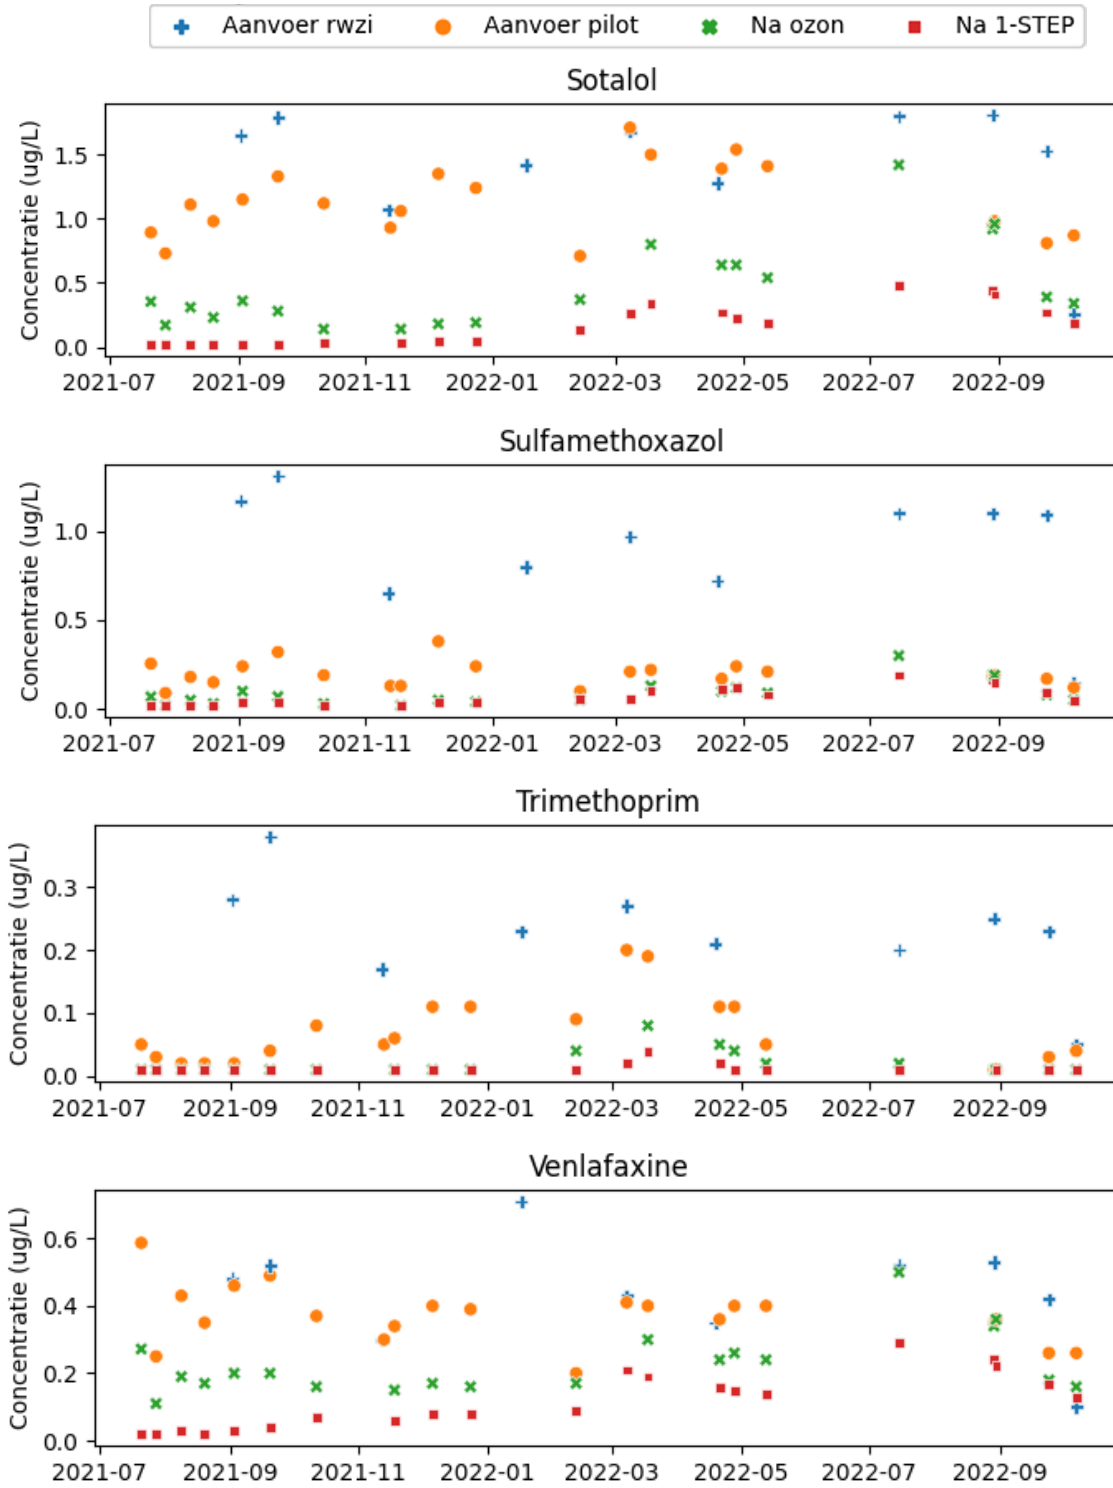 Aanvoer rwzi Aanvoer pilot Na ozon Na 1-STEP
Sotalol
Concentratie (ug/L)
1.5
1.0
0.5
0.0
2021-07 2021-09 2021-11 2022-01 2022-03 2022-05 2022-07 2022-09
Sulfamethoxazol
Concentratie (ug/L)
1.0
0.5
0.0
2021-07 2021-09 2021-11 2022-01 2022-03 2022-05 2022-07 2022-09
Trimethoprim
Concentratie (ug/L)
0.3
0.2
0.1
0.0
2021-07 2021-09 2021-11 2022-01 2022-03 2022-05 2022-07 2022-09
Venlafaxine
Concentratie (ug/L)
0.6
0.4
0.2
0.0
2021-07 2021-09 2021-11 2022-01 2022-03 2022-05 2022-07 2022-09